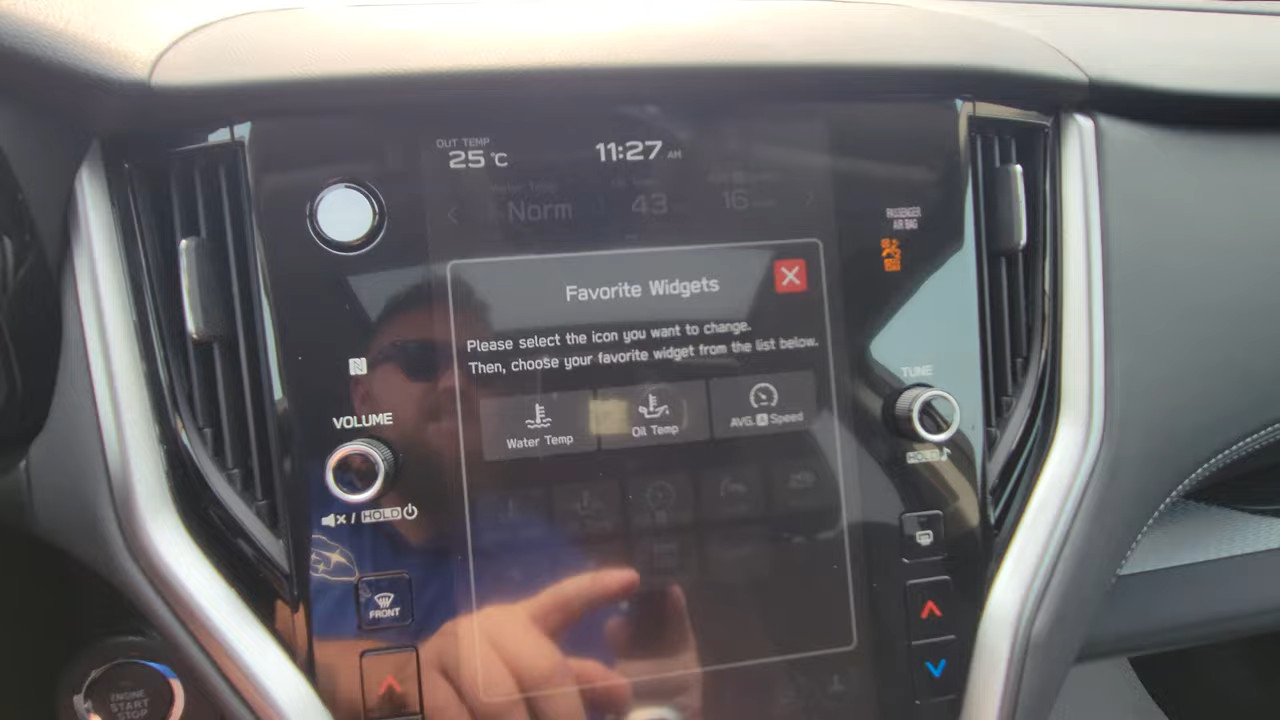 OUT TEMP
25 °C
11:27 AM
Water Temp
Norm
43
16
PASSENGER
AIR BAG
Favorite Widgets
Please select the icon you want to change.
Then, choose your favorite widget from the list below.
Water Temp
Oil Temp
AVG. A Speed
N
VOLUME
/ HOLD
TUNE
HOLD
FRONT
ENGINE
START
STOP